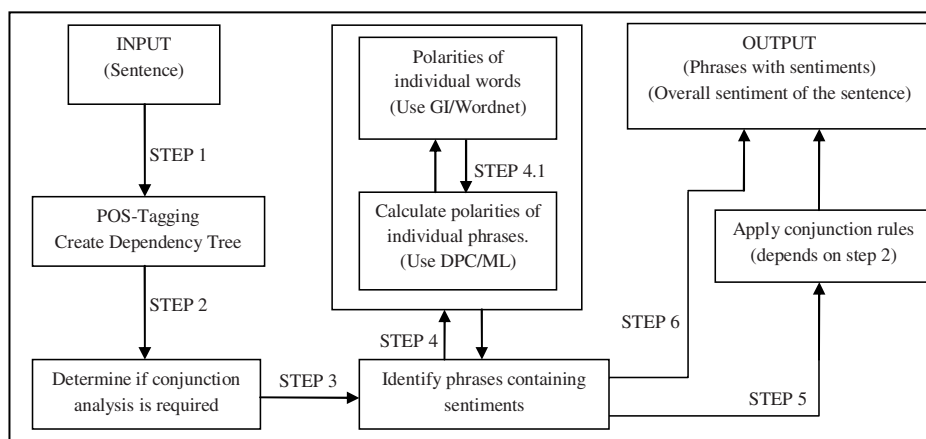 INPUT
(Sentence)
STEP 1
POS-Tagging
Create Dependency Tree
STEP 2
Determine if conjunction
analysis is required
STEP 3
Polarities of
individual words
(Use GI/Wordnet)
STEP 4.1
Calculate polarities of
individual phrases.
(Use DPC/ML)
STEP 4
Identify phrases containing
sentiments
OUTPUT
(Phrases with sentiments)
(Overall sentiment of the sentence)
Apply conjunction rules
(depends on step 2)
STEP 6
STEP 5